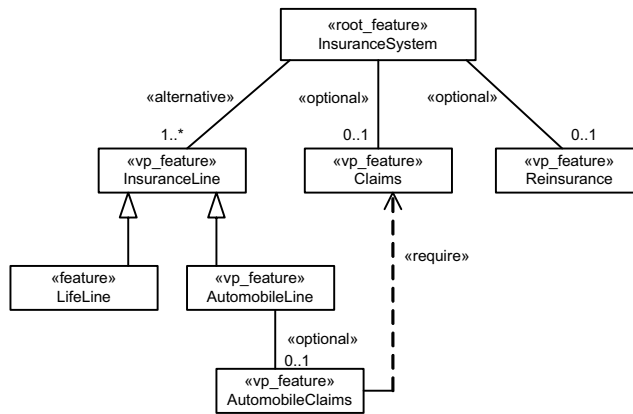 «root_feature»
InsuranceSystem
«alternative»
«optional»
«optional»
1..*
0..1
0..1
«vp_feature»
InsuranceLine
«vp_feature»
Claims
«vp_feature»
Reinsurance
«require»
«feature»
LifeLine
«vp_feature»
AutomobileLine
«optional»
0..1
«vp_feature»
AutomobileClaims